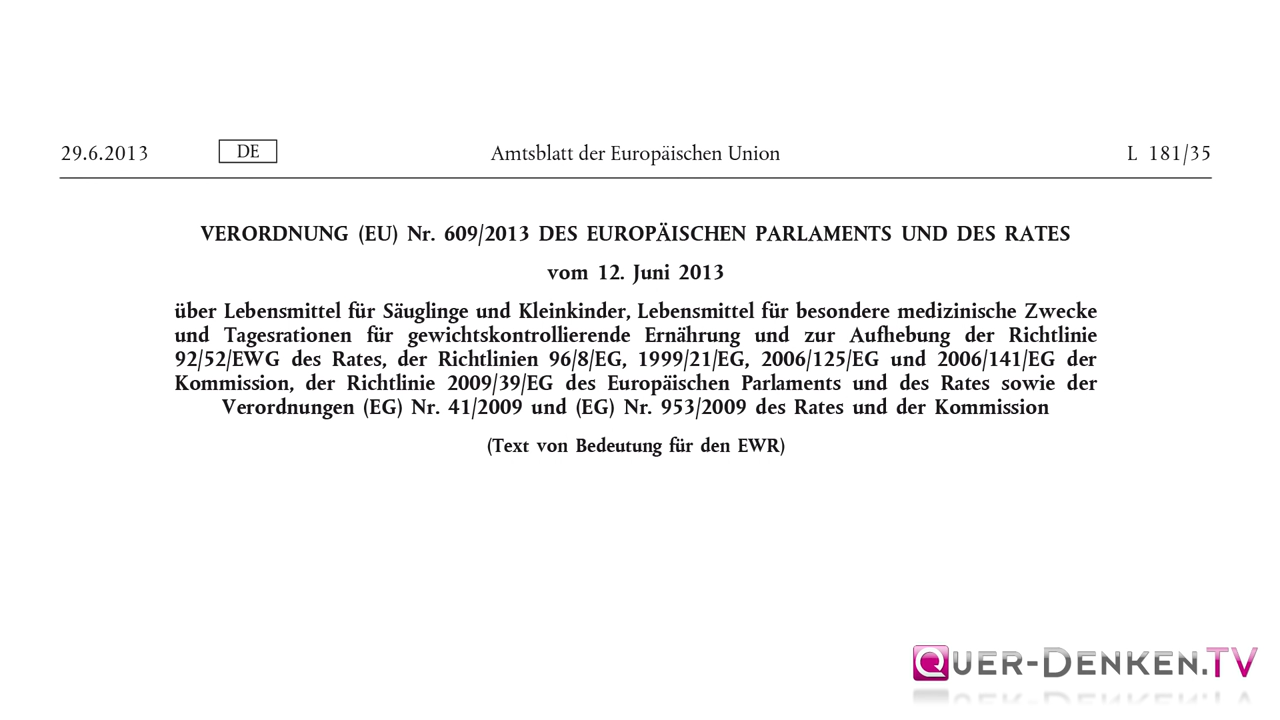 29.6.2013 DE Amtsblatt der Europäischen Union L 181/35
VERORDNUNG (EU) Nr. 609/2013 DES EUROPÄISCHEN PARLAMENTS UND DES RATES
vom 12. Juni 2013
über Lebensmittel für Säuglinge und Kleinkinder, Lebensmittel für besondere medizinische Zwecke
und Tagesrationen für gewichtskontrollierende Ernährung und zur Aufhebung der Richtlinie
92/52/EWG des Rates, der Richtlinien 96/8/EG, 1999/21/EG, 2006/125/EG und 2006/141/EG der
Kommission, der Richtlinie 2009/39/EG des Europäischen Parlaments und des Rates sowie der
Verordnungen (EG) Nr. 41/2009 und (EG) Nr. 953/2009 des Rates und der Kommission
(Text von Bedeutung für den EWR)
QUER-DENKEN.TV